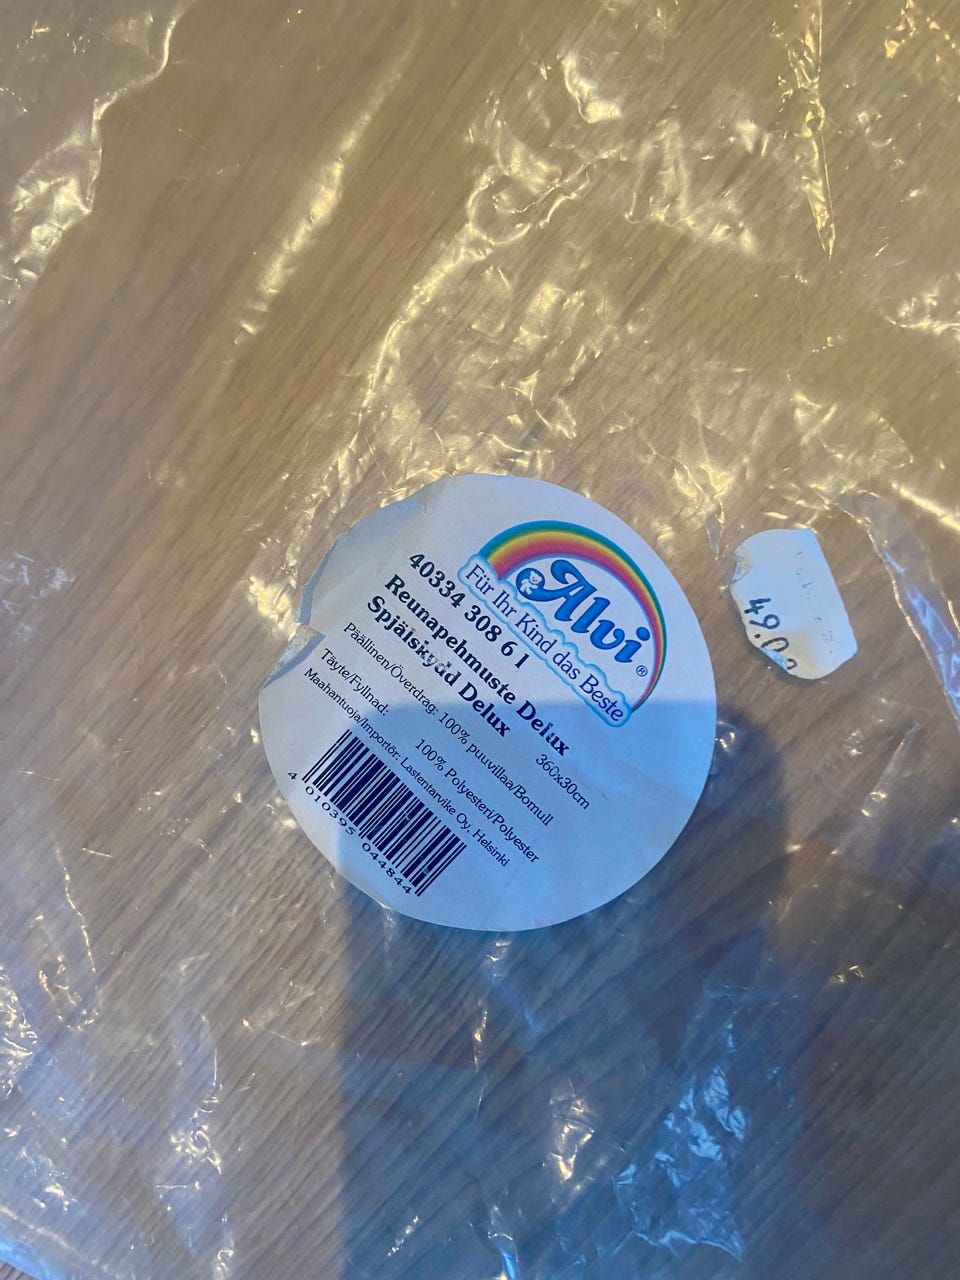 Alvi®
Für Ihr Kind das Beste
40334 308 6 1
Reunapehmuste Delux
Spjälskydd Delux
360x30cm
Päällinen/Överdrag: 100% puuvillaa/Bomull
Täyte/Fyllnad: 100% Polyesteri/Polyester
Maahantuoja/Importör: Lastentarvike Oy, Helsinki
4 010395 044844